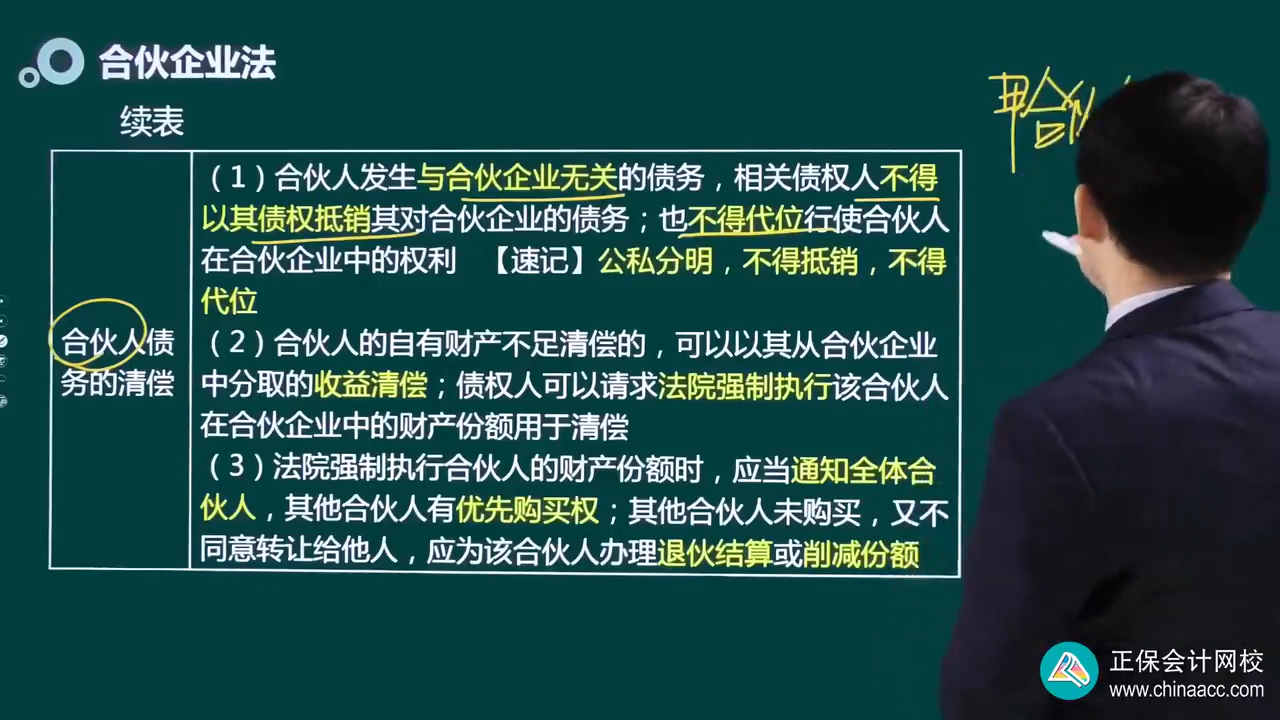 合伙企业法
续表
（1）合伙人发生与合伙企业无关的债务，相关债权人不得
以其债权抵销其对合伙企业的债务；也不得代位行使合伙人
在合伙企业中的权利 【速记】公私分明，不得抵销，不得
代位
合伙人债
务的清偿
（2）合伙人的自有财产不足清偿的，可以以其从合伙企业
中分取的收益清偿；债权人可以请求法院强制执行该合伙人
在合伙企业中的财产份额用于清偿
（3）法院强制执行合伙人的财产份额时，应当通知全体合
伙人，其他合伙人有优先购买权；其他合伙人未购买，又不
同意转让给他人，应为该合伙人办理退伙结算或削减份额
正保会计网校
www.chinaacc.com